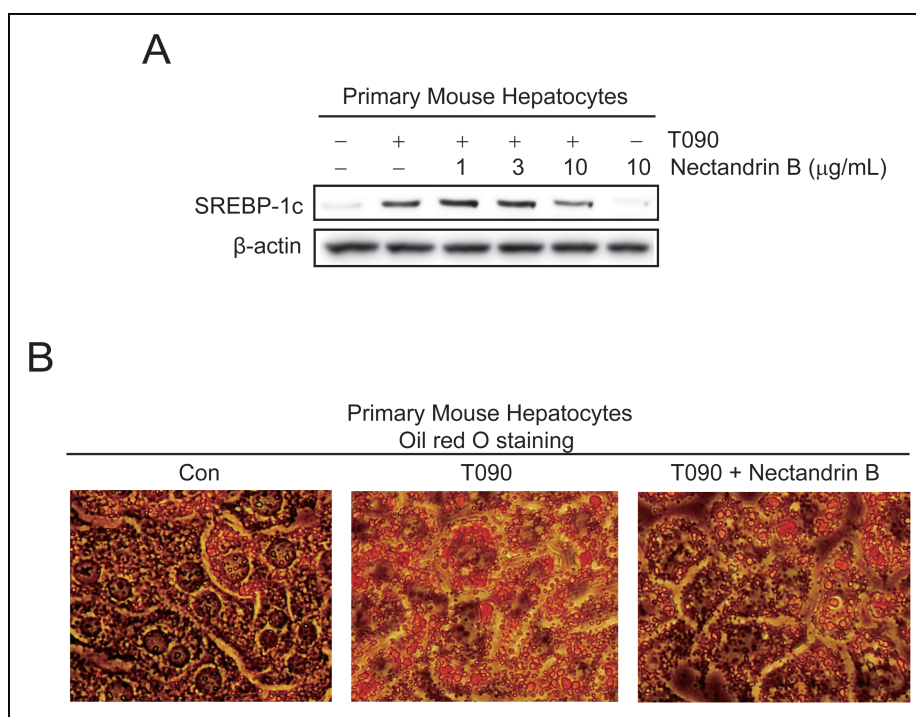 A
Primary Mouse Hepatocytes
– + + + + – T090
– – 1 3 10 10 Nectandrin B (μg/mL)
SREBP-1c
β-actin
B
Primary Mouse Hepatocytes
Oil red O staining
Con T090 T090 + Nectandrin B